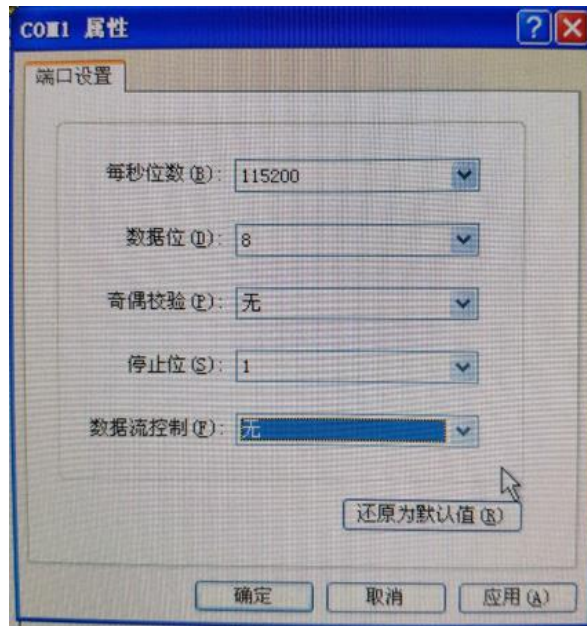 COM1 属性
端口设置
每秒位数(B): 115200
数据位(D): 8
奇偶校验(P): 无
停止位(S): 1
数据流控制(F): 无
还原为默认值(R)
确定 取消 应用(A)